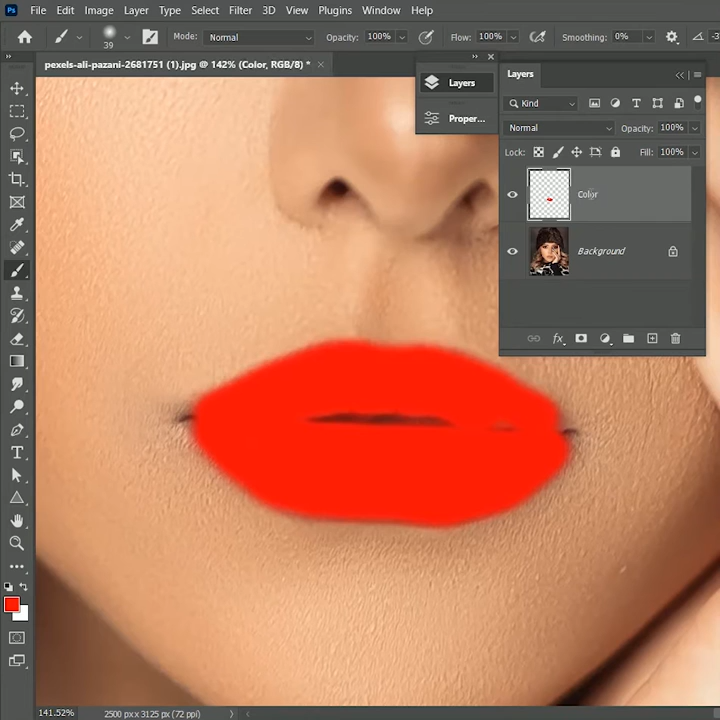 Ps File Edit Image Layer Type Select Filter 3D View Plugins Window Help
39 Mode: Normal Opacity: 100% Flow: 100% Smoothing: 0%
pexels-ali-pazani-2681751 (1).jpg @ 142% (Color, RGB/8) * ×
Layers
Proper...
Layers
Kind
Normal Opacity: 100%
Lock: Fill: 100%
Color
Background
fx
141.52% 2500 px x 3125 px (72 ppi)